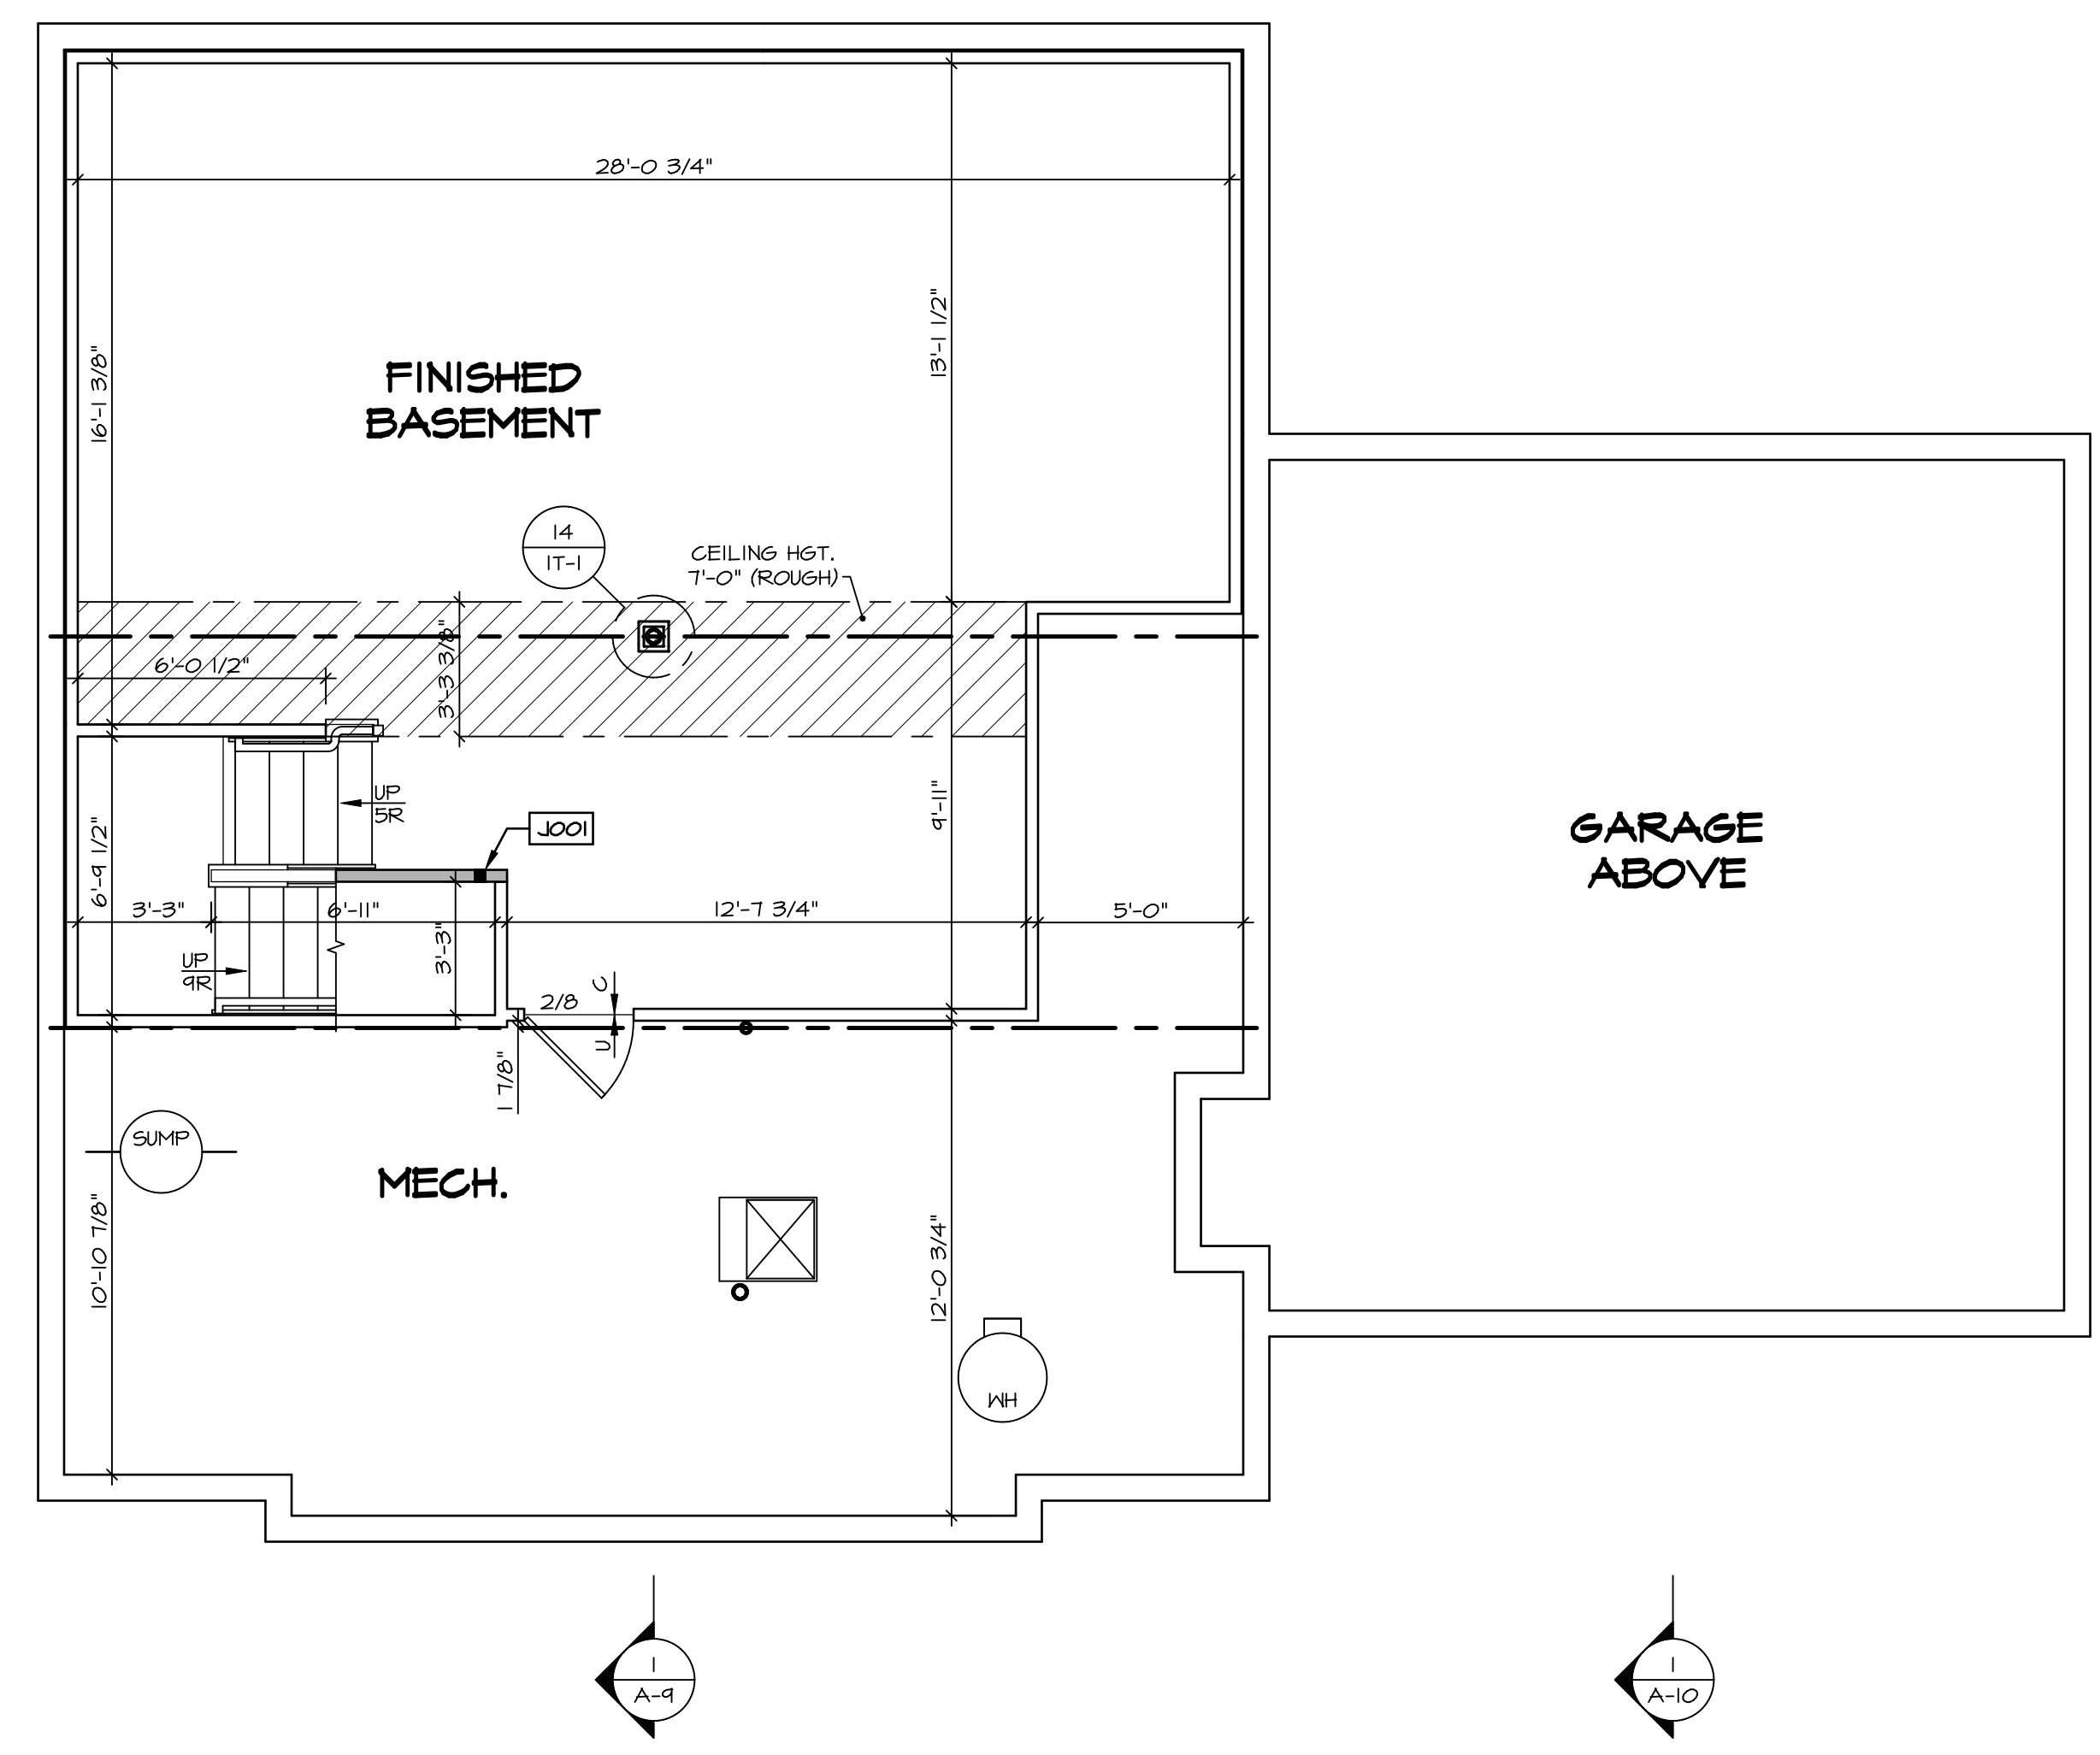 28'-0 3/4"
13'-1 1/2"
16'-1 3/8"
FINISHED
BASEMENT
14
1T-1
CEILING HGT.
7'-0" (ROUGH)
6'-0 1/2"
3'-3 3/8"
UP
5R
9'-11"
J001
GARAGE
ABOVE
6'-9 1/2"
3'-3"
6'-11"
12'-7 3/4"
5'-0"
3'-3"
UP
9R
2/8
C
U
1 7/8"
SUMP
MECH.
10'-10 7/8"
12'-0 3/4"
WH
1
A-9
1
A-10